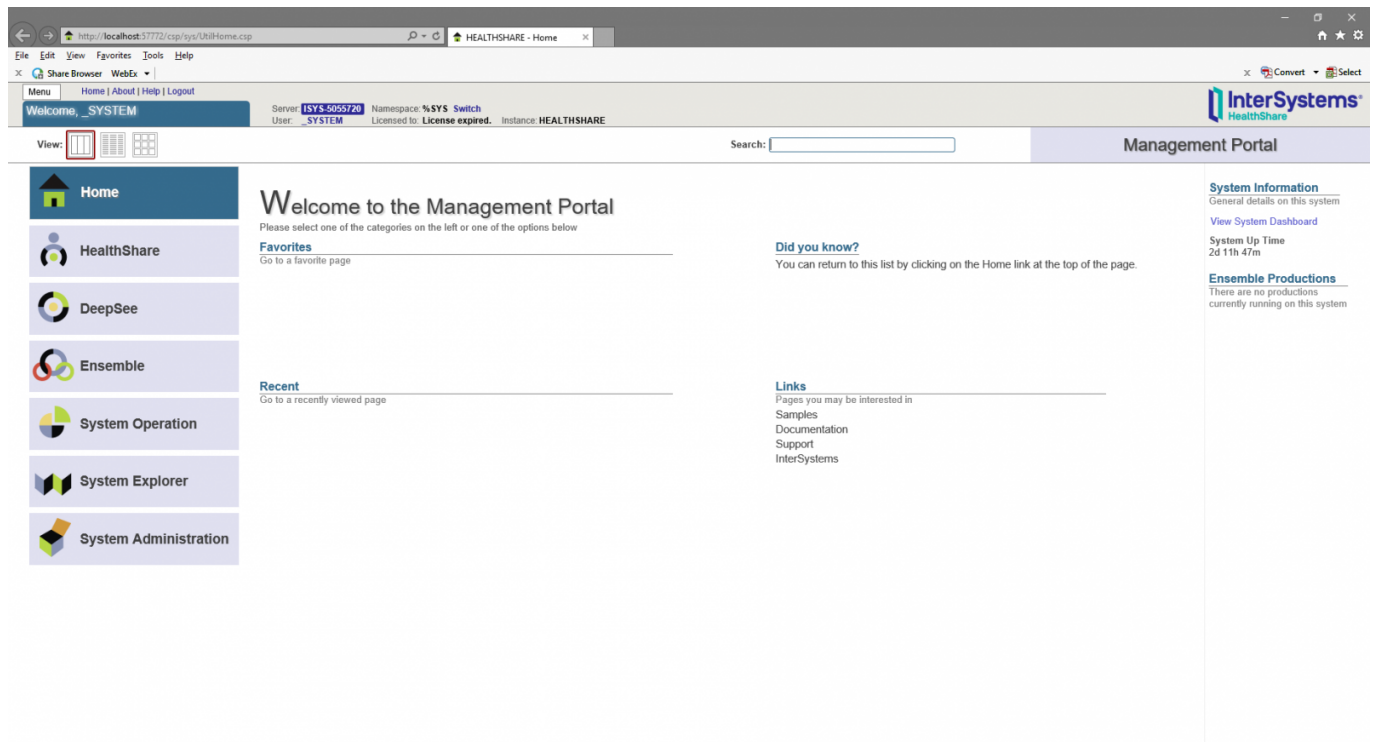 http://localhost:57772/csp/sys/UtilHome.csp
HEALTHSHARE - Home
File Edit View Favorites Tools Help
x Share Browser WebEx
x Convert Select
Menu Home | About | Help | Logout
Welcome, _SYSTEM
Server: ISYS-5055720 Namespace: %SYS Switch
User: _SYSTEM Licensed to: License expired. Instance: HEALTHSHARE
InterSystems®
HealthShare
View:
Search:
Management Portal
Home
HealthShare
DeepSee
Ensemble
System Operation
System Explorer
System Administration
Welcome to the Management Portal
Please select one of the categories on the left or one of the options below
Favorites
Go to a favorite page
Did you know?
You can return to this list by clicking on the Home link at the top of the page.
Recent
Go to a recently viewed page
Links
Pages you may be interested in
Samples
Documentation
Support
InterSystems
System Information
General details on this system
View System Dashboard
System Up Time
2d 11h 47m
Ensemble Productions
There are no productions
currently running on this system